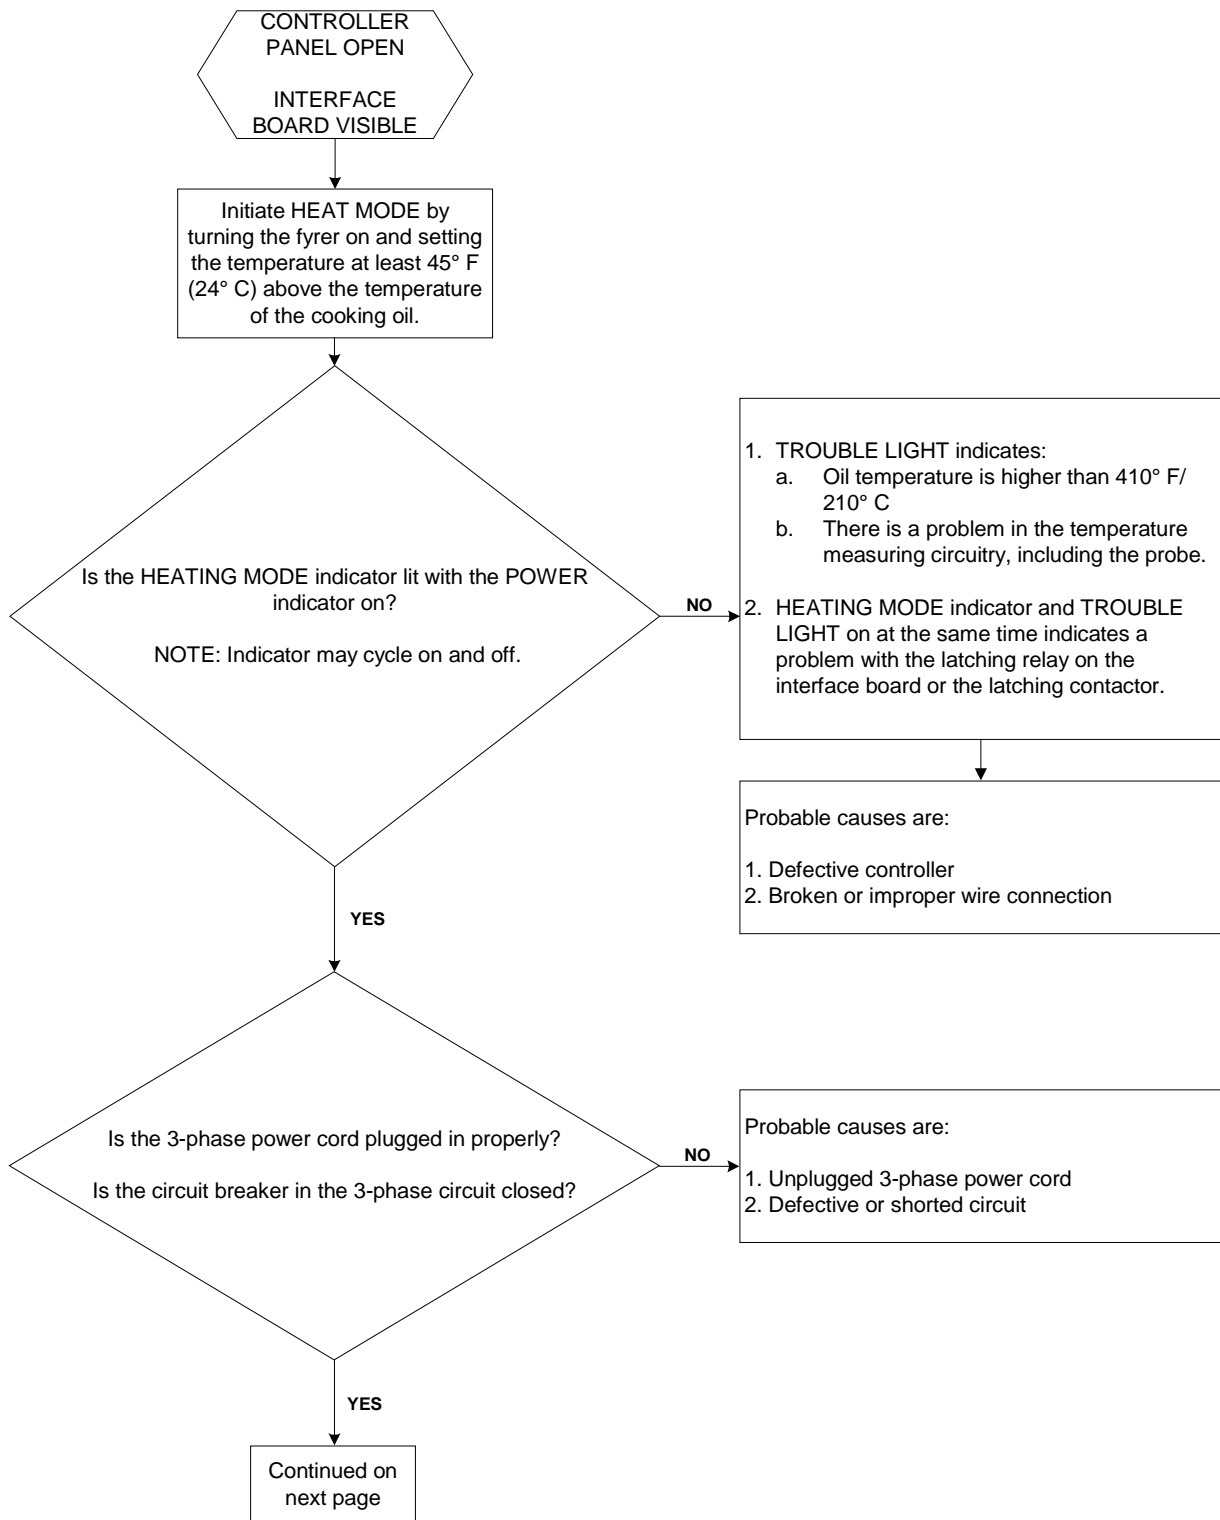 CONTROLLER
PANEL OPEN
INTERFACE
BOARD VISIBLE
Initiate HEAT MODE by
turning the fyrer on and setting
the temperature at least 45° F
(24° C) above the temperature
of the cooking oil.
Is the HEATING MODE indicator lit with the POWER
indicator on?
NOTE: Indicator may cycle on and off.
NO
1. TROUBLE LIGHT indicates:
a. Oil temperature is higher than 410° F/
210° C
b. There is a problem in the temperature
measuring circuitry, including the probe.
2. HEATING MODE indicator and TROUBLE
LIGHT on at the same time indicates a
problem with the latching relay on the
interface board or the latching contactor.
Probable causes are:
1. Defective controller
2. Broken or improper wire connection
YES
Is the 3-phase power cord plugged in properly?
Is the circuit breaker in the 3-phase circuit closed?
NO
Probable causes are:
1. Unplugged 3-phase power cord
2. Defective or shorted circuit
YES
Continued on
next page